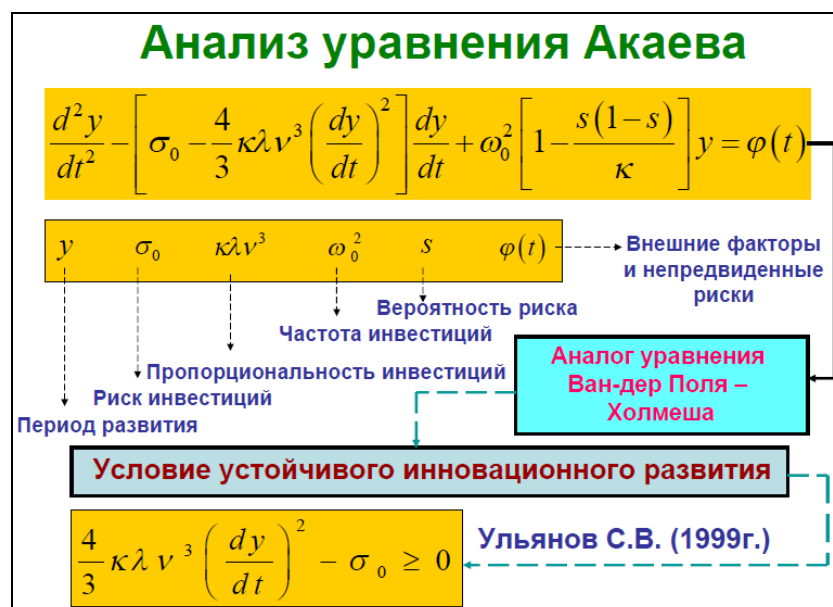 Анализ уравнения Акаева
d²y/dt² − [σ₀ − 4/3 κλν³ (dy/dt)²] dy/dt + ω₀² [1 − s(1−s)/κ] y = φ(t)
y σ₀ κλν³ ω₀² s φ(t)
Внешние факторы
и непредвиденные
риски
Вероятность риска
Частота инвестиций
Пропорциональность инвестиций
Риск инвестиций
Период развития
Аналог уравнения
Ван-дер Поля –
Холмеша
Условие устойчивого инновационного развития
4/3 κλν³ (dy/dt)² − σ₀ ≥ 0
Ульянов С.В. (1999г.)